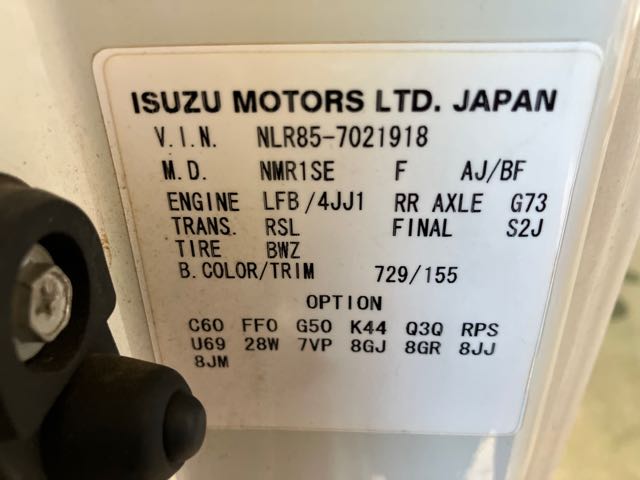 ISUZU MOTORS LTD. JAPAN
V.I.N. NLR85-7021918
M.D. NMR1SE F AJ/BF
ENGINE LFB/4JJ1 RR AXLE G73
TRANS. RSL FINAL S2J
TIRE BWZ
B.COLOR/TRIM 729/155
OPTION
C60 FF0 G50 K44 Q3Q RPS
U69 28W 7VP 8GJ 8GR 8JJ
8JM